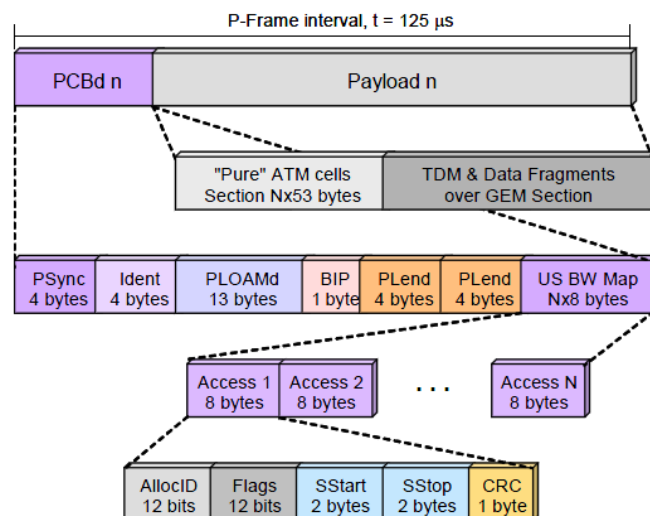 P-Frame interval, t = 125 μs
PCBd n
Payload n
"Pure" ATM cells
Section Nx53 bytes
TDM & Data Fragments
over GEM Section
PSync
4 bytes
Ident
4 bytes
PLOAMd
13 bytes
BIP
1 byte
PLend
4 bytes
PLend
4 bytes
US BW Map
Nx8 bytes
Access 1
8 bytes
Access 2
8 bytes
. . .
Access N
8 bytes
AllocID
12 bits
Flags
12 bits
SStart
2 bytes
SStop
2 bytes
CRC
1 byte